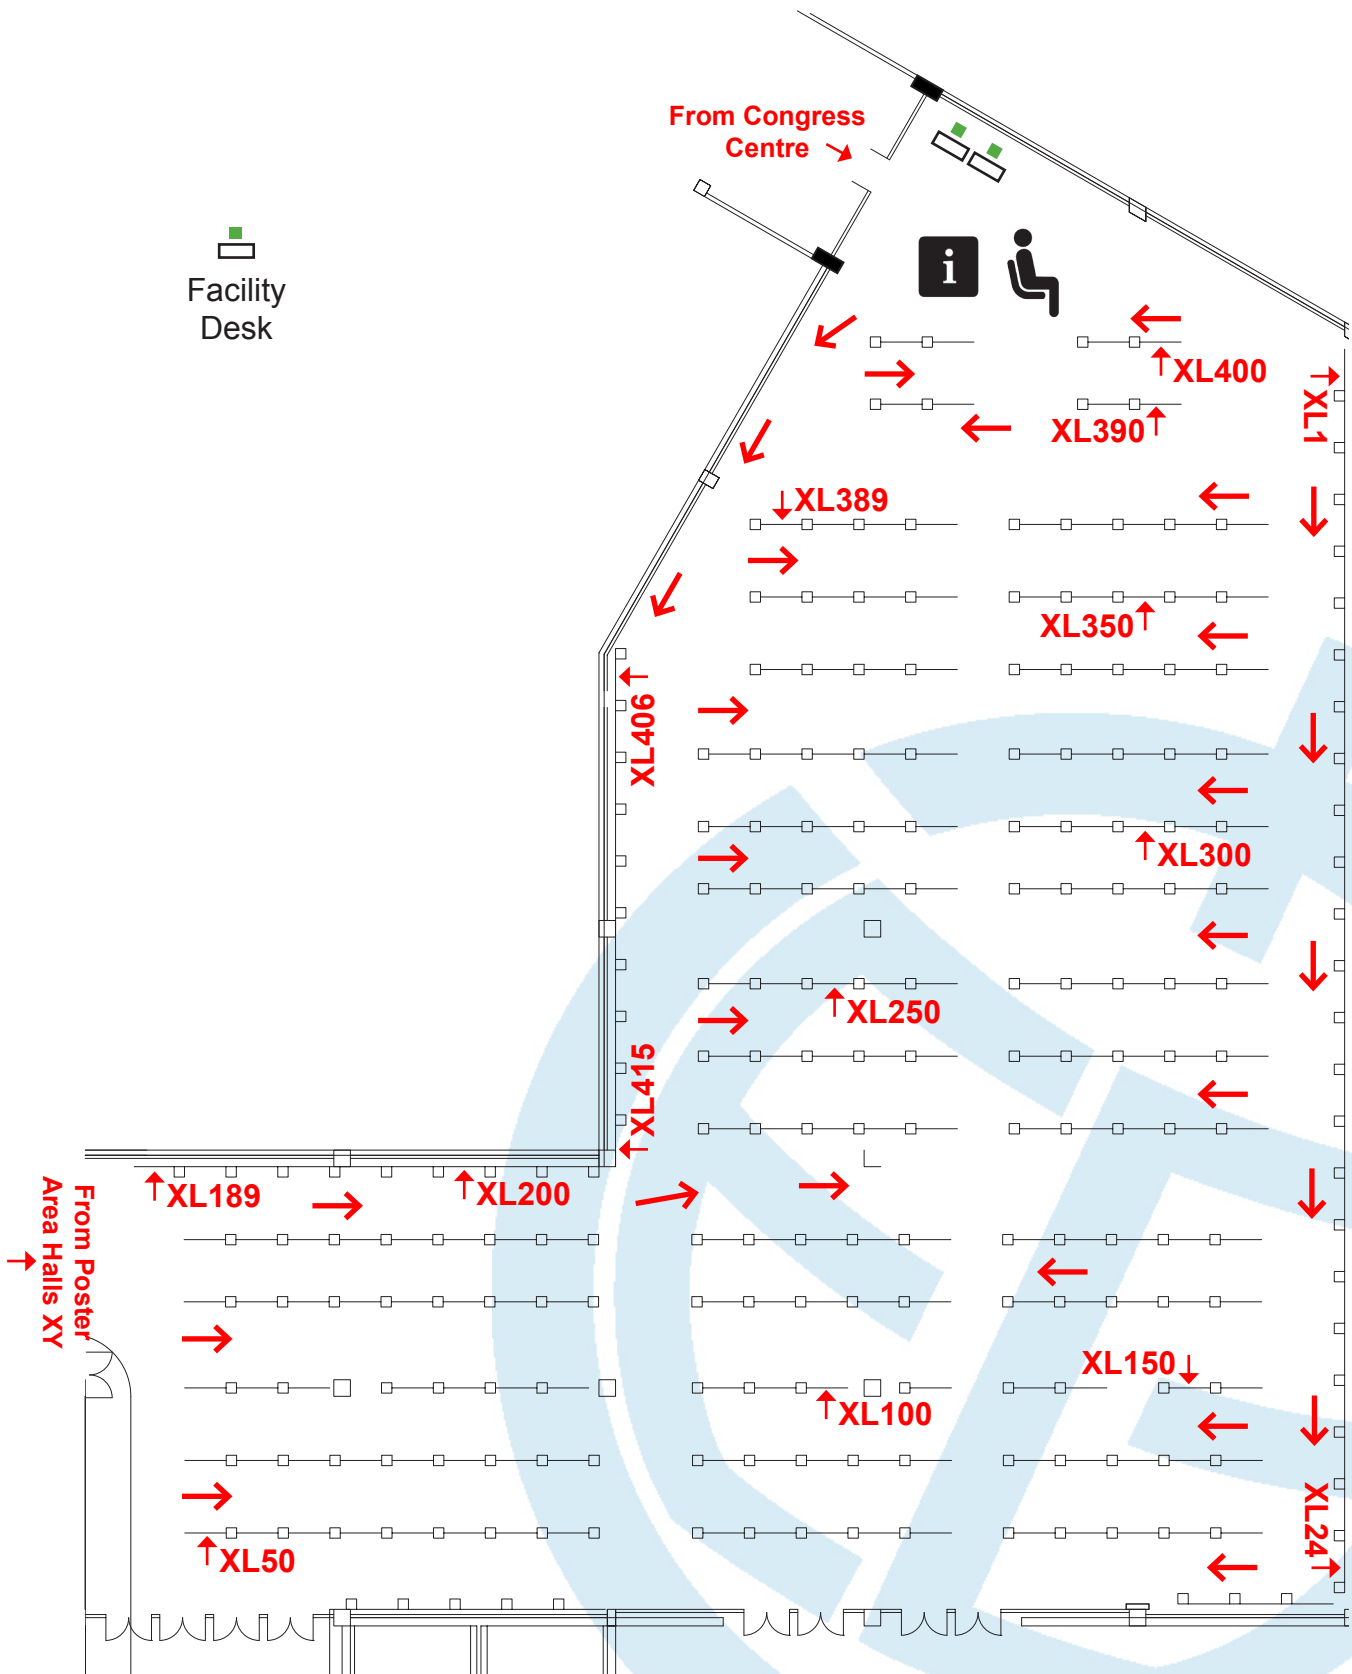 From Congress
Centre
Facility
Desk
i
XL400
XL1
XL390
XL389
XL350
XL406
XL300
XL250
XL415
XL189
XL200
From Poster
Area Halls XY
XL150
XL100
XL24
XL50